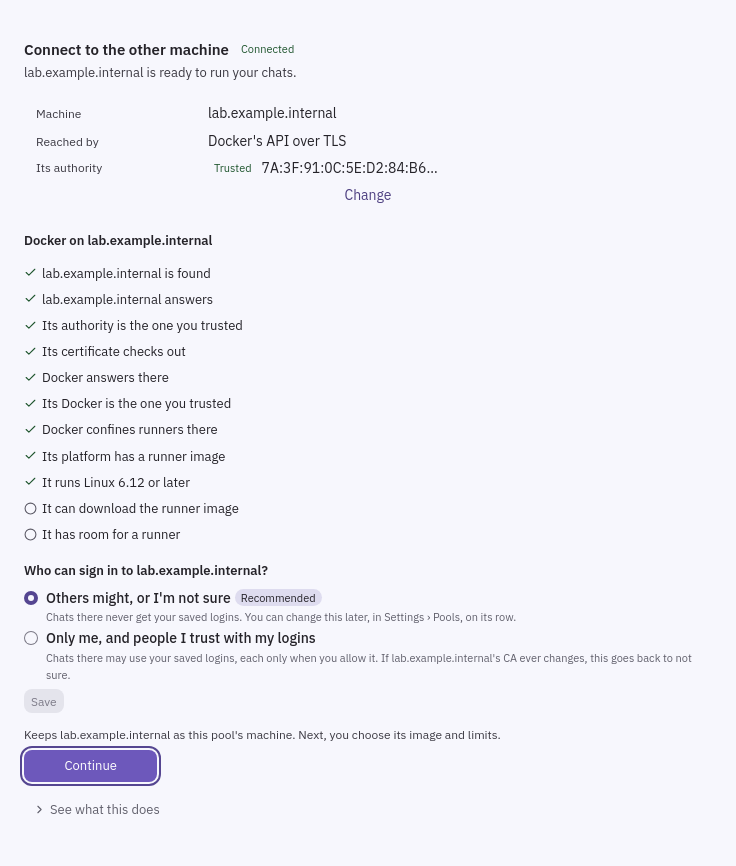 Connect to the other machine Connected
lab.example.internal is ready to run your chats.
Machine lab.example.internal
Reached by Docker's API over TLS
Its authority Trusted 7A:3F:91:0C:5E:D2:84:B6…
Change
Docker on lab.example.internal
lab.example.internal is found
lab.example.internal answers
Its authority is the one you trusted
Its certificate checks out
Docker answers there
Its Docker is the one you trusted
Docker confines runners there
Its platform has a runner image
It runs Linux 6.12 or later
It can download the runner image
It has room for a runner
Who can sign in to lab.example.internal?
Others might, or I'm not sure Recommended
Chats there never get your saved logins. You can change this later, in Settings › Pools, on its row.
Only me, and people I trust with my logins
Chats there may use your saved logins, each only when you allow it. If lab.example.internal's CA ever changes, this goes back to not
sure.
Save
Keeps lab.example.internal as this pool's machine. Next, you choose its image and limits.
Continue
See what this does